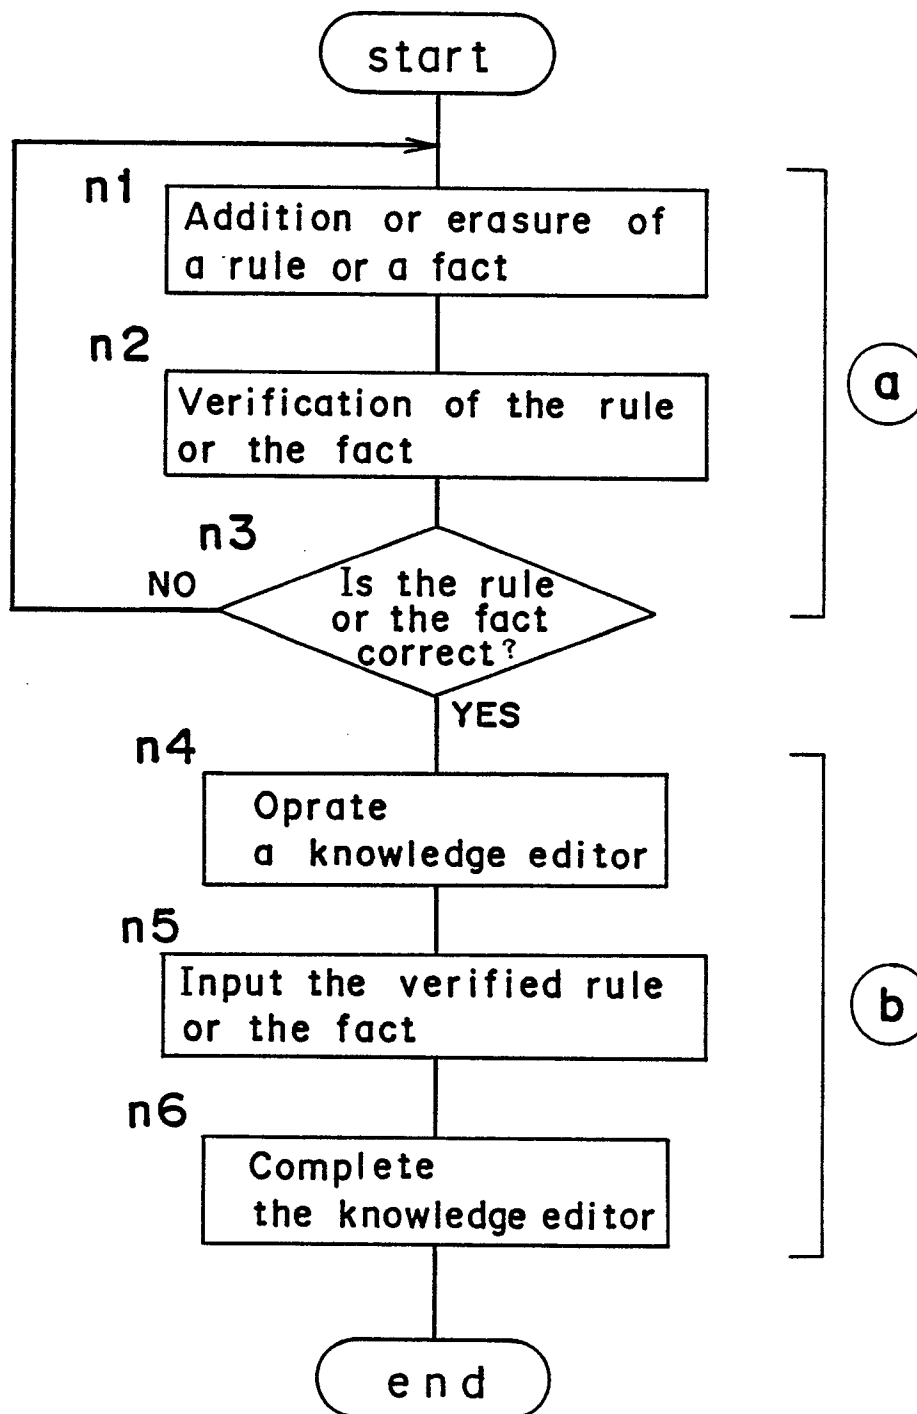 start
n1
Addition or erasure of
a rule or a fact
n2
Verification of the rule
or the fact
a
n3
NO
Is the rule
or the fact
correct?
YES
n4
Oprate
a knowledge editor
n5
Input the verified rule
or the fact
b
n6
Complete
the knowledge editor
end